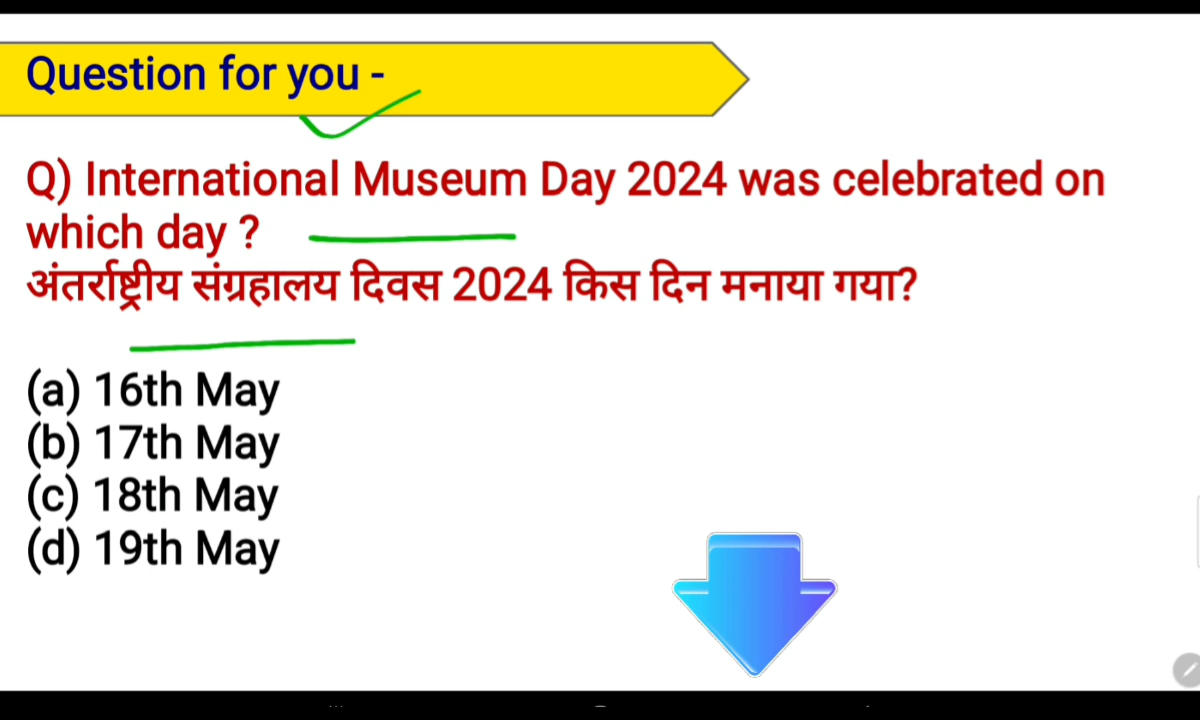 Question for you -
Q) International Museum Day 2024 was celebrated on
which day ?
अंतर्राष्ट्रीय संग्रहालय दिवस 2024 किस दिन मनाया गया?
(a) 16th May
(b) 17th May
(c) 18th May
(d) 19th May